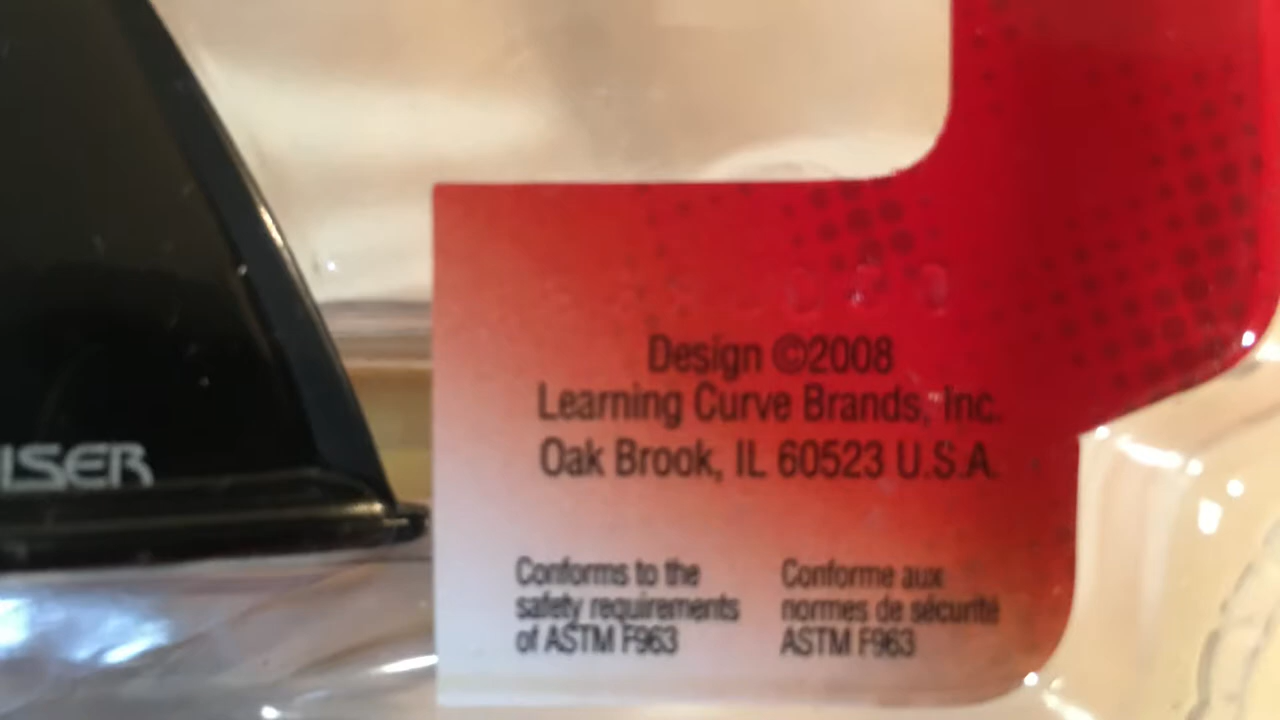 ISER
Design ©2008
Learning Curve Brands, Inc.
Oak Brook, IL 60523 U.S.A.
Conforms to the
safety requirements
of ASTM F963
Conforme aux
normes de sécurité
ASTM F963